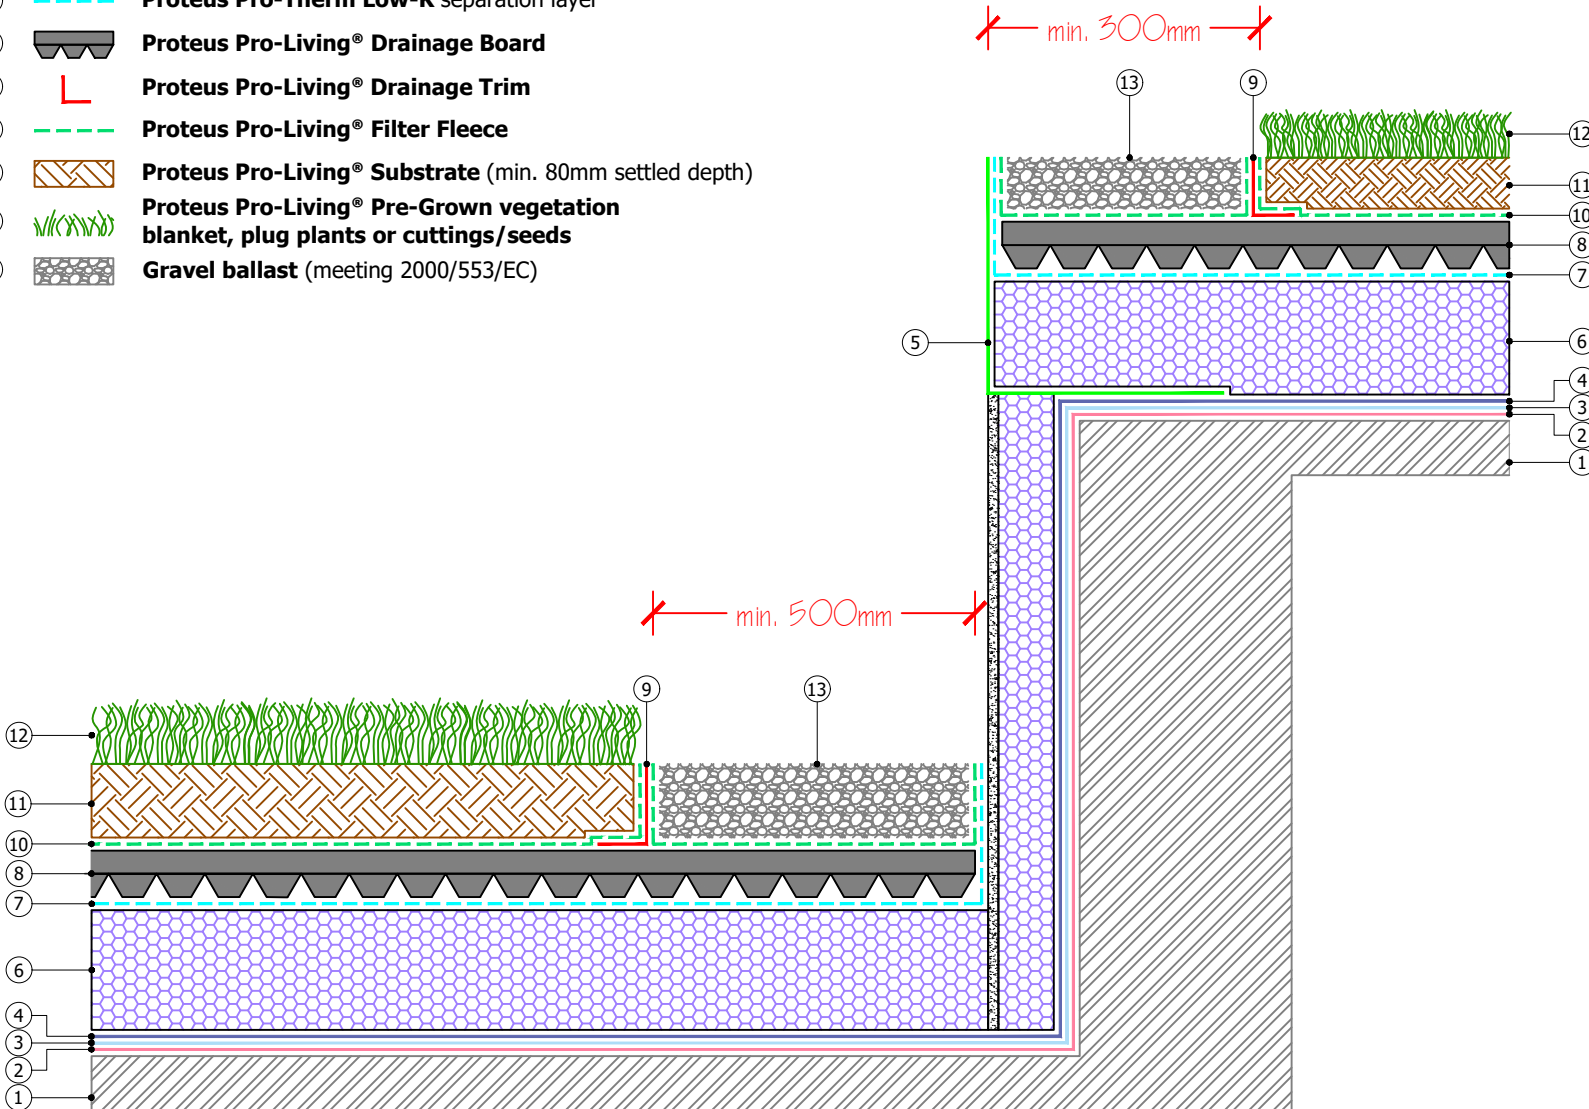 Proteus Pro-Therm Low-K separation layer
Proteus Pro-Living® Drainage Board
Proteus Pro-Living® Drainage Trim
Proteus Pro-Living® Filter Fleece
Proteus Pro-Living® Substrate (min. 80mm settled depth)
Proteus Pro-Living® Pre-Grown vegetation
blanket, plug plants or cuttings/seeds
Gravel ballast (meeting 2000/553/EC)
min. 300mm
13
9
12
11
10
8
7
5
6
4
3
2
1
min. 500mm
9
13
12
11
10
8
7
6
4
3
2
1